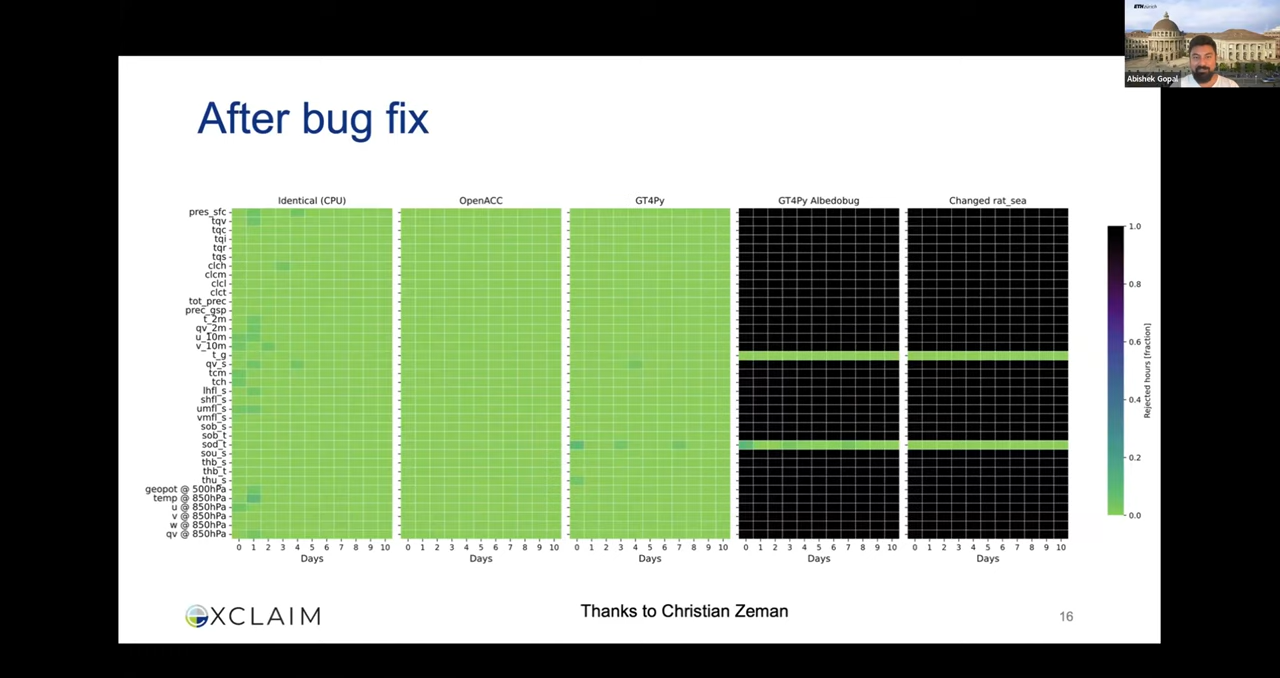 ETH zürich
Abishek Gopal
After bug fix
Identical (CPU)
OpenACC
GT4Py
GT4Py Albedobug
Changed rat_sea
pres_sfc
tqv
tqc
tqi
tqr
tqs
clch
clcm
clcl
clct
tot_prec
prec_gsp
t_2m
qv_2m
u_10m
v_10m
t_g
qv_s
tcm
tch
lhfl_s
shfl_s
umfl_s
vmfl_s
sob_s
sob_t
sod_t
sou_s
thb_s
thb_t
thu_s
geopot @ 500hPa
temp @ 850hPa
u @ 850hPa
v @ 850hPa
w @ 850hPa
qv @ 850hPa
0 1 2 3 4 5 6 7 8 9 10
0 1 2 3 4 5 6 7 8 9 10
0 1 2 3 4 5 6 7 8 9 10
0 1 2 3 4 5 6 7 8 9 10
0 1 2 3 4 5 6 7 8 9 10
Days
Days
Days
Days
Days
1.0
0.8
0.6
0.4
0.2
0.0
Rejected hours [fraction]
EXCLAIM
Thanks to Christian Zeman
16